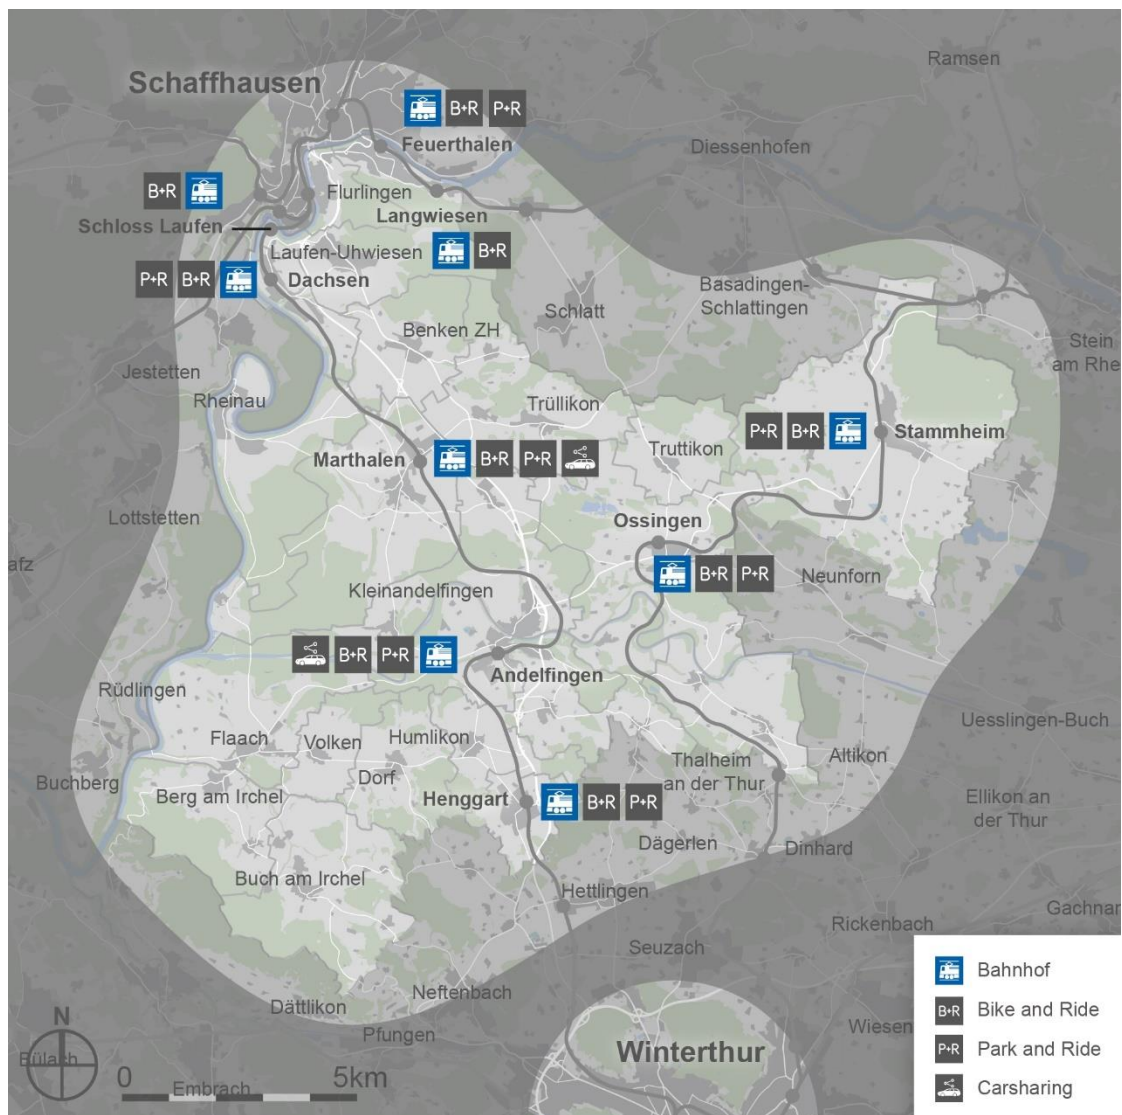 Ramsen
Schaffhausen
B+R
P+R
Feuerthalen
Diessenhofen
B+R
Flurlingen
Langwiesen
Schloss Laufen
Laufen-Uhwiesen
B+R
P+R
B+R
Dachsen
Basadingen-
Schlattingen
Schlatt
Benken ZH
Stein
am Rhe
Jestetten
Rheinau
Trüllikon
P+R
B+R
Stammheim
Truttikon
Marthalen
B+R
P+R
Lottstetten
Ossingen
afz
B+R
P+R
Neunforn
Kleinandelfingen
B+R
P+R
Andelfingen
Rüdlingen
Uesslingen-Buch
Flaach
Volken
Humlikon
Thalheim
an der Thur
Altikon
Buchberg
Dorf
Berg am Irchel
Henggart
B+R
P+R
Ellikon an
der Thur
Dägerlen
Dinhard
Buch am Irchel
Hettlingen
Gachnan
Rickenbach
Seuzach
Neftenbach
Dättlikon
Pfungen
Wiesen
N
Bülach
Winterthur
0
5km
Embrach
Bahnhof
B+R Bike and Ride
P+R Park and Ride
Carsharing